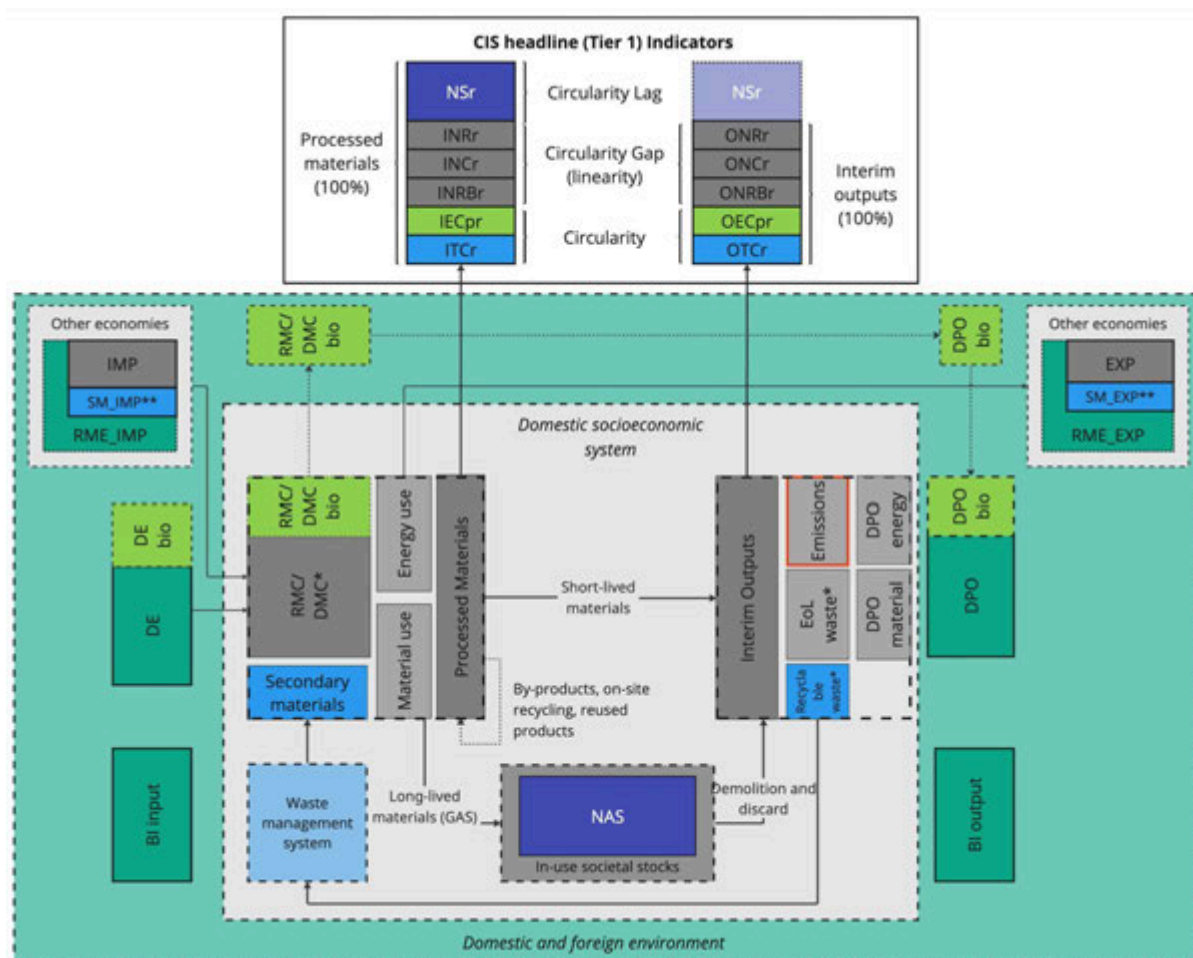 CIS headline (Tier 1) Indicators
NSr
Circularity Lag
NSr
Processed
materials
(100%)
INRr
INCr
INRBr
Circularity Gap
(linearity)
ONRr
ONCr
ONRBr
Interim
outputs
(100%)
IECpr
ITCr
Circularity
OECpr
OTCr
Other economies
IMP
SM_IMP**
RME_IMP
RMC/
DMC
bio
DPO
bio
Other economies
EXP
SM_EXP**
RME_EXP
Domestic socioeconomic
system
DE
bio
DE
RMC/
DMC
bio
RMC/
DMC*
Secondary
materials
Energy use
Material use
Processed Materials
Short-lived
materials
By-products, on-site
recycling, reused
products
Interim Outputs
Emissions
EoL
waste*
Recycla
ble
waste*
DPO
energy
DPO
material
DPO
bio
DPO
BI input
Waste
management
system
Long-lived
materials (GAS)
NAS
In-use societal stocks
Demolition and
discard
BI output
Domestic and foreign environment